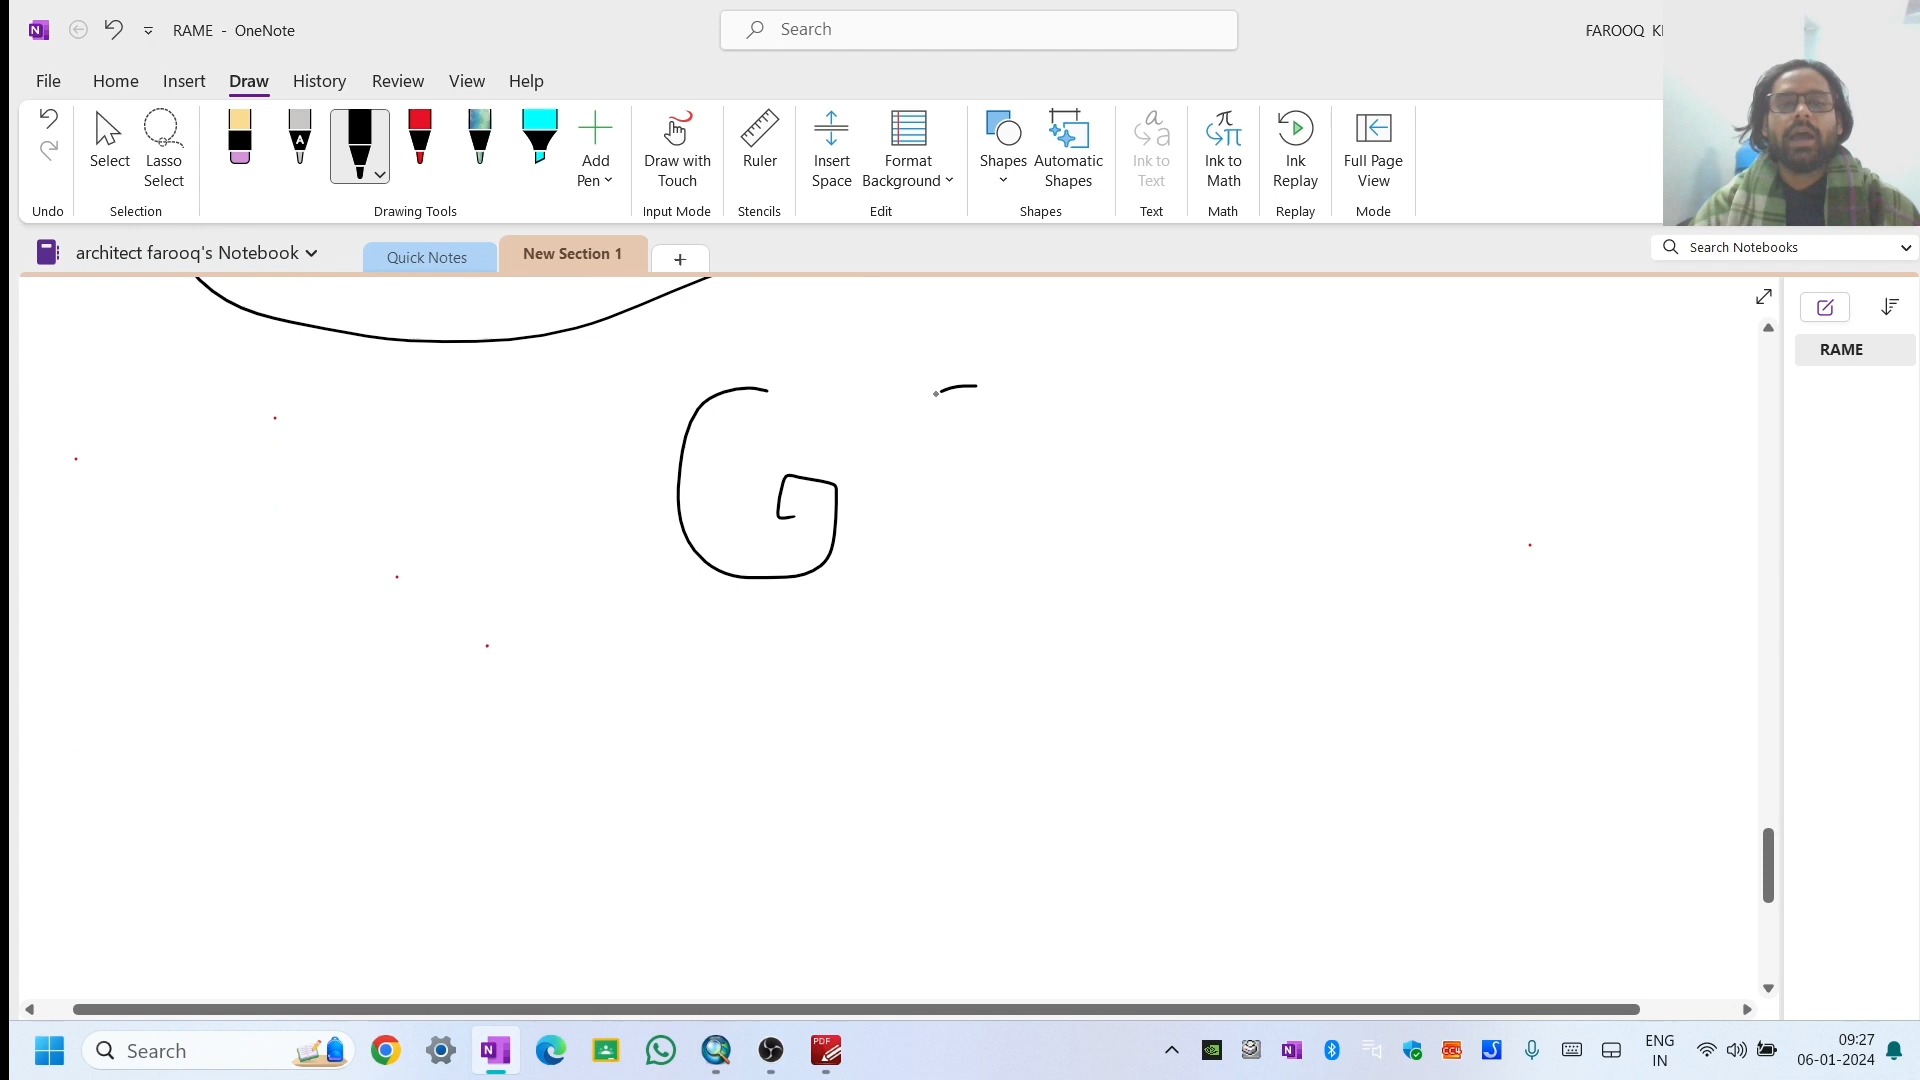 RAME - OneNote
Search
FAROOQ
File Home Insert Draw History Review View Help
Select
Lasso Select
A
Add Pen
Draw with Touch
Ruler
Insert Space
Format Background
Shapes
Automatic Shapes
Ink to Text
Ink to Math
Ink Replay
Full Page View
Undo Selection Drawing Tools Input Mode Stencils Edit Shapes Text Math Replay Mode
architect farooq's Notebook
Quick Notes
New Section 1
+
Search Notebooks
RAME
G
Search
PDF
ENG
IN
09:27
06-01-2024